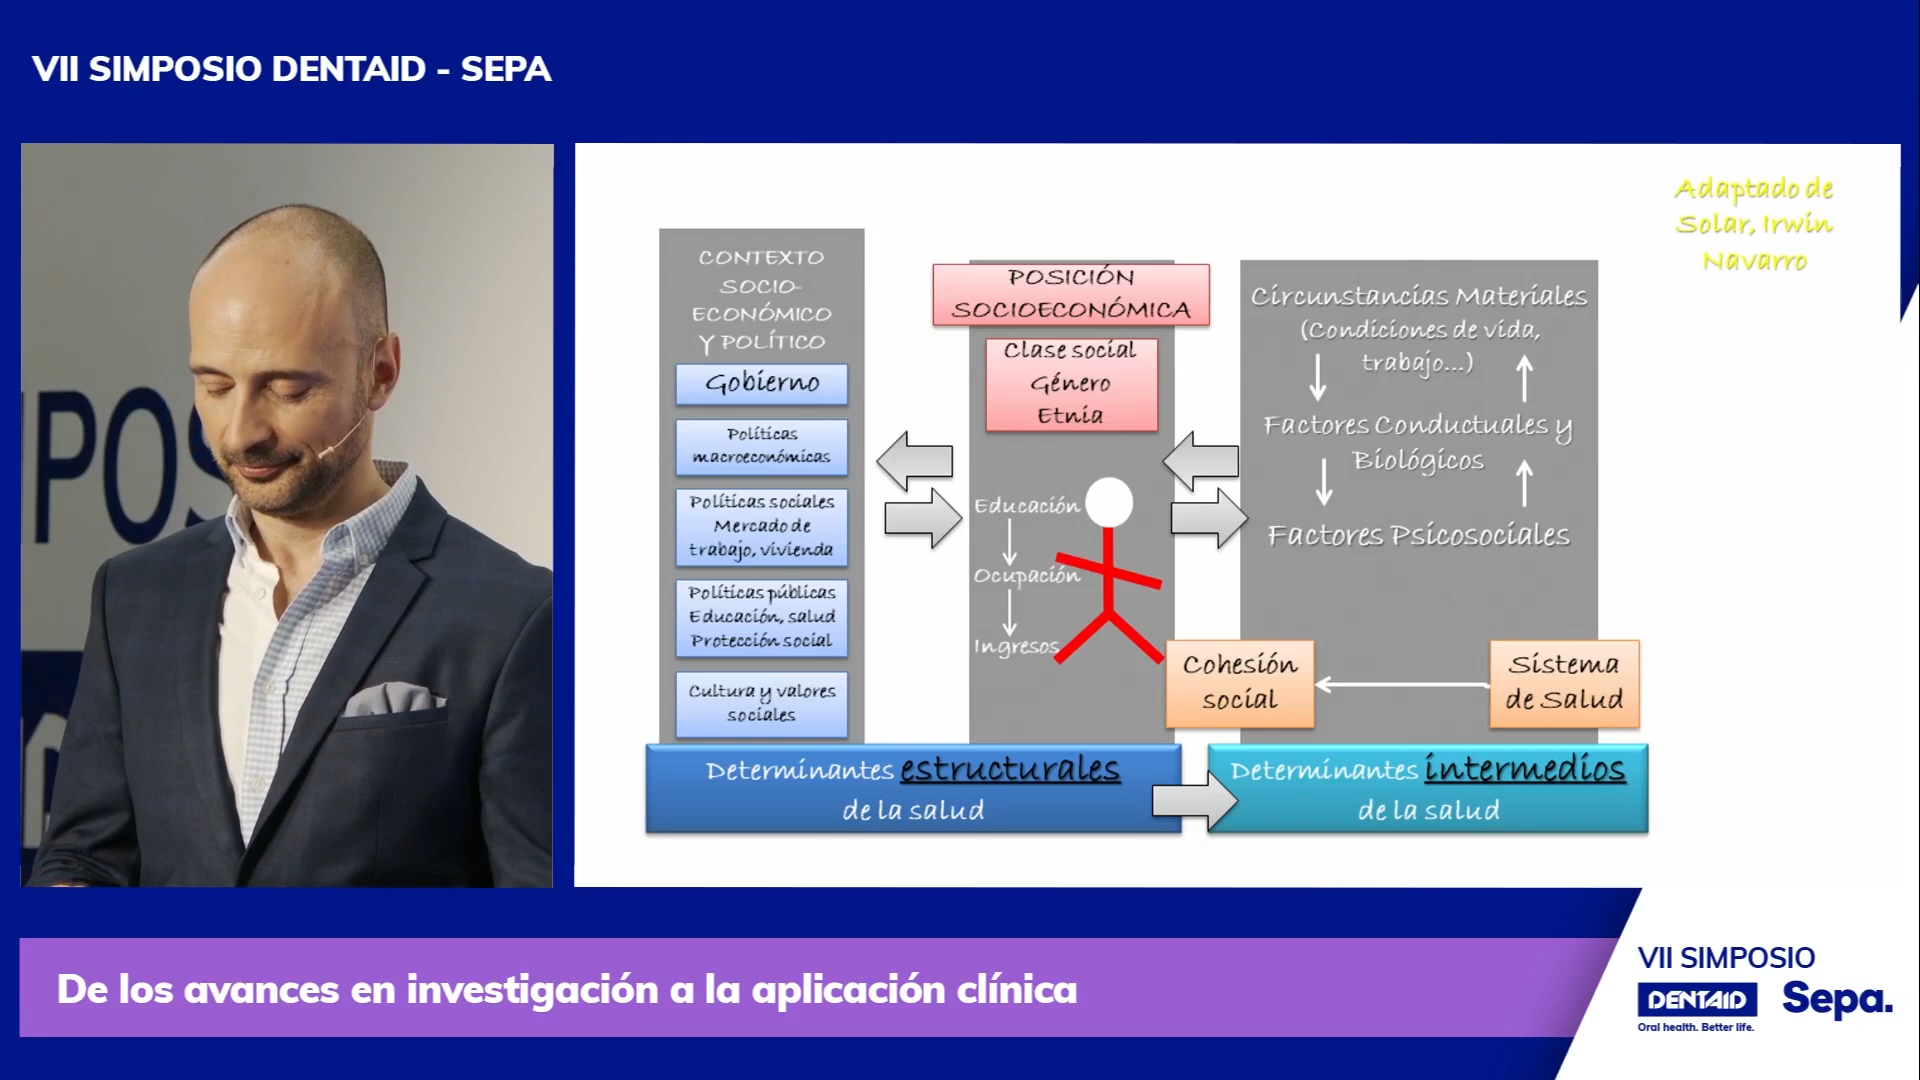 VII SIMPOSIO DENTAID - SEPA
IPOS
Adaptado de
Solar, Irwin
Navarro
CONTEXTO
SOCIO-
ECONÓMICO
Y POLÍTICO
Gobierno
Políticas
macroeconómicas
Políticas sociales
Mercado de
trabajo, vivienda
Políticas públicas
Educación, salud
Protección social
Cultura y valores
sociales
POSICIÓN
SOCIOECONÓMICA
Clase social
Género
Etnia
Educación
Ocupación
Ingresos
Circunstancias Materiales
(Condiciones de vida,
trabajo...)
Factores Conductuales y
Biológicos
Factores Psicosociales
Cohesión
social
Sistema
de Salud
Determinantes estructurales
de la salud
Determinantes intermedios
de la salud
De los avances en investigación a la aplicación clínica
VII SIMPOSIO
DENTAID Sepa.
Oral health. Better life.